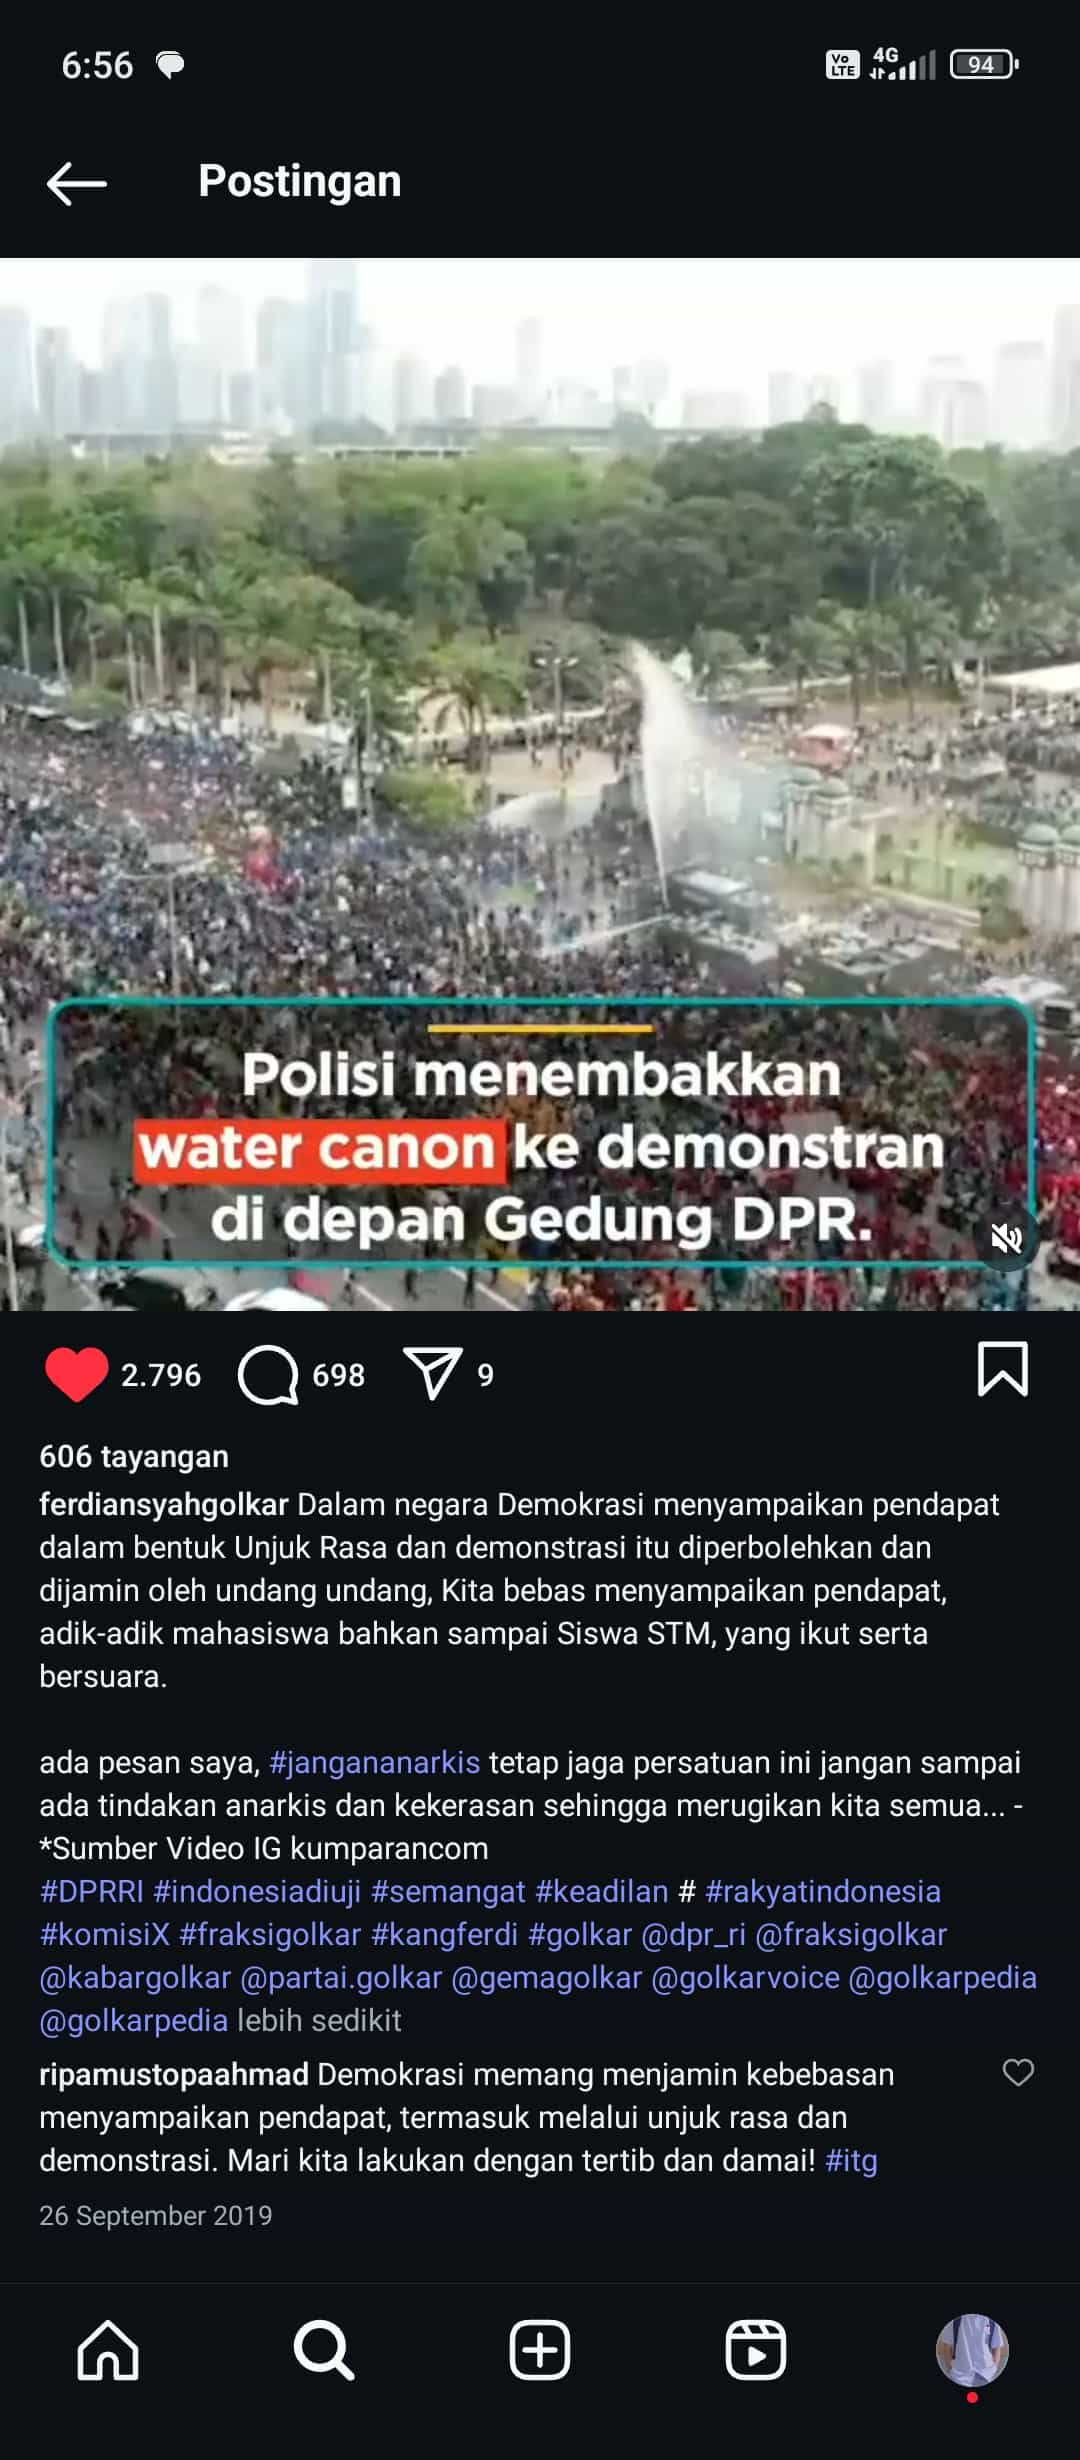 6:56
Vo LTE 4G 94
Postingan
Polisi menembakkan
water canon ke demonstran
di depan Gedung DPR.
2.796 698 9
606 tayangan
ferdiansyahgolkar Dalam negara Demokrasi menyampaikan pendapat
dalam bentuk Unjuk Rasa dan demonstrasi itu diperbolehkan dan
dijamin oleh undang undang, Kita bebas menyampaikan pendapat,
adik-adik mahasiswa bahkan sampai Siswa STM, yang ikut serta
bersuara.
ada pesan saya, #jangananarkis tetap jaga persatuan ini jangan sampai
ada tindakan anarkis dan kekerasan sehingga merugikan kita semua... -
*Sumber Video IG kumparancom
#DPRRI #indonesiadiuji #semangat #keadilan # #rakyatindonesia
#komisiX #fraksigolkar #kangferdi #golkar @dpr_ri @fraksigolkar
@kabargolkar @partai.golkar @gemagolkar @golkarvoice @golkarpedia
@golkarpedia lebih sedikit
ripamustopaahmad Demokrasi memang menjamin kebebasan
menyampaikan pendapat, termasuk melalui unjuk rasa dan
demonstrasi. Mari kita lakukan dengan tertib dan damai! #itg
26 September 2019